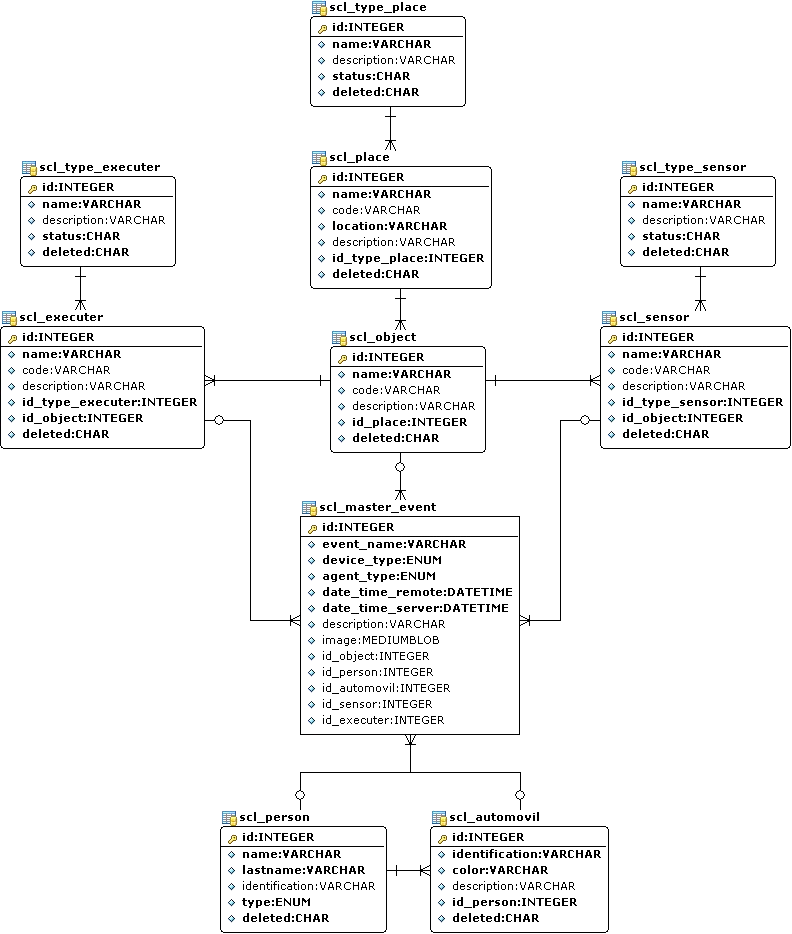 scl_type_place
id:INTEGER
name:VARCHAR
description:VARCHAR
status:CHAR
deleted:CHAR
scl_place
id:INTEGER
name:VARCHAR
code:VARCHAR
location:VARCHAR
description:VARCHAR
id_type_place:INTEGER
deleted:CHAR
scl_type_executer
id:INTEGER
name:VARCHAR
description:VARCHAR
status:CHAR
deleted:CHAR
scl_type_sensor
id:INTEGER
name:VARCHAR
description:VARCHAR
status:CHAR
deleted:CHAR
scl_executer
id:INTEGER
name:VARCHAR
code:VARCHAR
description:VARCHAR
id_type_executer:INTEGER
id_object:INTEGER
deleted:CHAR
scl_object
id:INTEGER
name:VARCHAR
code:VARCHAR
description:VARCHAR
id_place:INTEGER
deleted:CHAR
scl_sensor
id:INTEGER
name:VARCHAR
code:VARCHAR
description:VARCHAR
id_type_sensor:INTEGER
id_object:INTEGER
deleted:CHAR
scl_master_event
id:INTEGER
event_name:VARCHAR
device_type:ENUM
agent_type:ENUM
date_time_remote:DATETIME
date_time_server:DATETIME
description:VARCHAR
image:MEDIUMBLOB
id_object:INTEGER
id_person:INTEGER
id_automovil:INTEGER
id_sensor:INTEGER
id_executer:INTEGER
scl_person
id:INTEGER
name:VARCHAR
lastname:VARCHAR
identification:VARCHAR
type:ENUM
deleted:CHAR
scl_automovil
id:INTEGER
identification:VARCHAR
color:VARCHAR
description:VARCHAR
id_person:INTEGER
deleted:CHAR